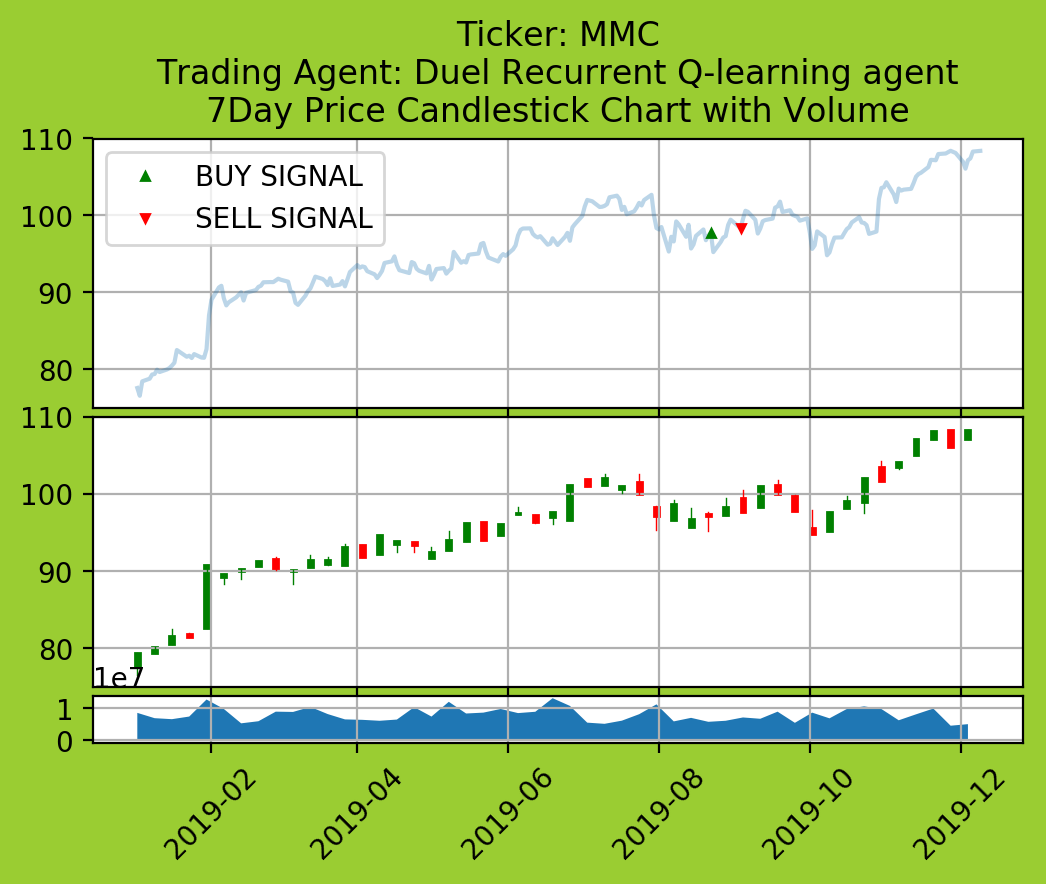 Ticker: MMC
Trading Agent: Duel Recurrent Q-learning agent
7Day Price Candlestick Chart with Volume
110
BUY SIGNAL
SELL SIGNAL
100
90
80
110
100
90
80
1e7
1
0
2019-02
2019-04
2019-06
2019-08
2019-10
2019-12